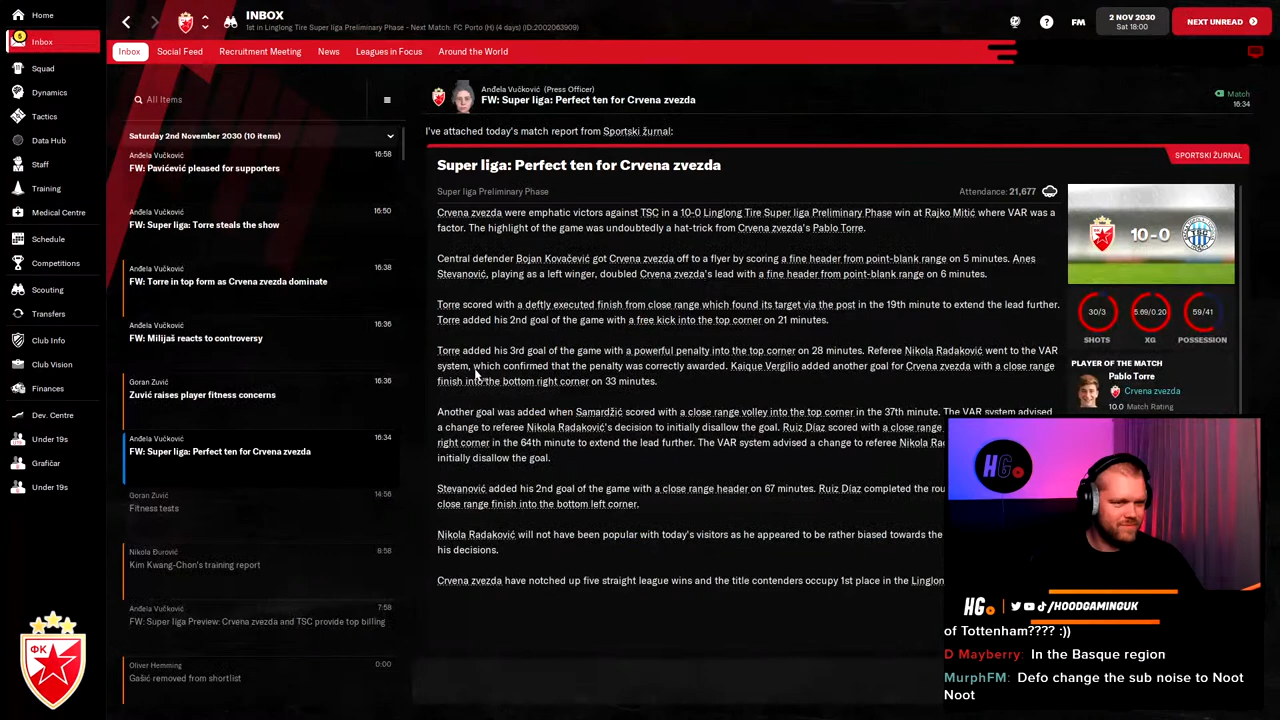 Home
5
Inbox
Squad
Dynamics
Tactics
Data Hub
Staff
Training
Medical Centre
Schedule
Competitions
Scouting
Transfers
Club Info
Club Vision
Finances
Dev. Centre
Under 19s
Grafičar
Under 19s
INBOX
1st in Linglong Tire Super liga Preliminary Phase - Next Match: FC Porto (H) (4 days) (ID:2002063909)
FM
2 NOV 2030
Sat 18:00
NEXT UNREAD
Inbox
Social Feed
Recruitment Meeting
News
Leagues in Focus
Around the World
All Items
Saturday 2nd November 2030 (10 items)
Anđela Vučković 16:58
FW: Pavićević pleased for supporters
Anđela Vučković 16:50
FW: Super liga: Torre steals the show
Anđela Vučković 16:38
FW: Torre in top form as Crvena zvezda dominate
Anđela Vučković 16:36
FW: Milijaš reacts to controversy
Goran Zuvić 16:36
Zuvić raises player fitness concerns
Anđela Vučković 16:34
FW: Super liga: Perfect ten for Crvena zvezda
Goran Zuvić 14:56
Fitness tests
Nikola Đurović 8:58
Kim Kwang-Chon's training report
Anđela Vučković 7:58
FW: Super liga Preview: Crvena zvezda and TSC provide top billing
Oliver Hemming 0:00
Gašić removed from shortlist
Anđela Vučković (Press Officer)
FW: Super liga: Perfect ten for Crvena zvezda
Match
16:34
I've attached today's match report from Sportski žurnal:
Super liga: Perfect ten for Crvena zvezda
SPORTSKI ŽURNAL
Super liga Preliminary Phase
Attendance: 21,677
Crvena zvezda were emphatic victors against TSC in a 10-0 Linglong Tire Super liga Preliminary Phase win at Rajko Mitić where VAR was a
factor. The highlight of the game was undoubtedly a hat-trick from Crvena zvezda's Pablo Torre.
Central defender Bojan Kovačević got Crvena zvezda off to a flyer by scoring a fine header from point-blank range on 5 minutes. Anes
Stevanović, playing as a left winger, doubled Crvena zvezda's lead with a fine header from point-blank range on 6 minutes.
Torre scored with a deftly executed finish from close range which found its target via the post in the 19th minute to extend the lead further.
Torre added his 2nd goal of the game with a free kick into the top corner on 21 minutes.
Torre added his 3rd goal of the game with a powerful penalty into the top corner on 28 minutes. Referee Nikola Radaković went to the VAR
system, which confirmed that the penalty was correctly awarded. Kaique Vergilio added another goal for Crvena zvezda with a close range
finish into the bottom right corner on 33 minutes.
Another goal was added when Samardžić scored with a close range volley into the top corner in the 37th minute. The VAR system advised
a change to referee Nikola Radaković's decision to initially disallow the goal. Ruiz Díaz scored with a close range
right corner in the 64th minute to extend the lead further. The VAR system advised a change to referee Nikola Ra
initially disallow the goal.
Stevanović added his 2nd goal of the game with a close range header on 67 minutes. Ruiz Díaz completed the rou
close range finish into the bottom left corner.
Nikola Radaković will not have been popular with today's visitors as he appeared to be rather biased towards the
his decisions.
Crvena zvezda have notched up five straight league wins and the title contenders occupy 1st place in the Linglon
10-0
30/3
5.69/0.20
59/41
SHOTS
XG
POSSESSION
PLAYER OF THE MATCH
Pablo Torre
Crvena zvezda
10.0 Match Rating
HG
HG
/HOODGAMINGUK
of Tottenham???? :))
D Mayberry: In the Basque region
MurphFM: Defo change the sub noise to Noot
Noot